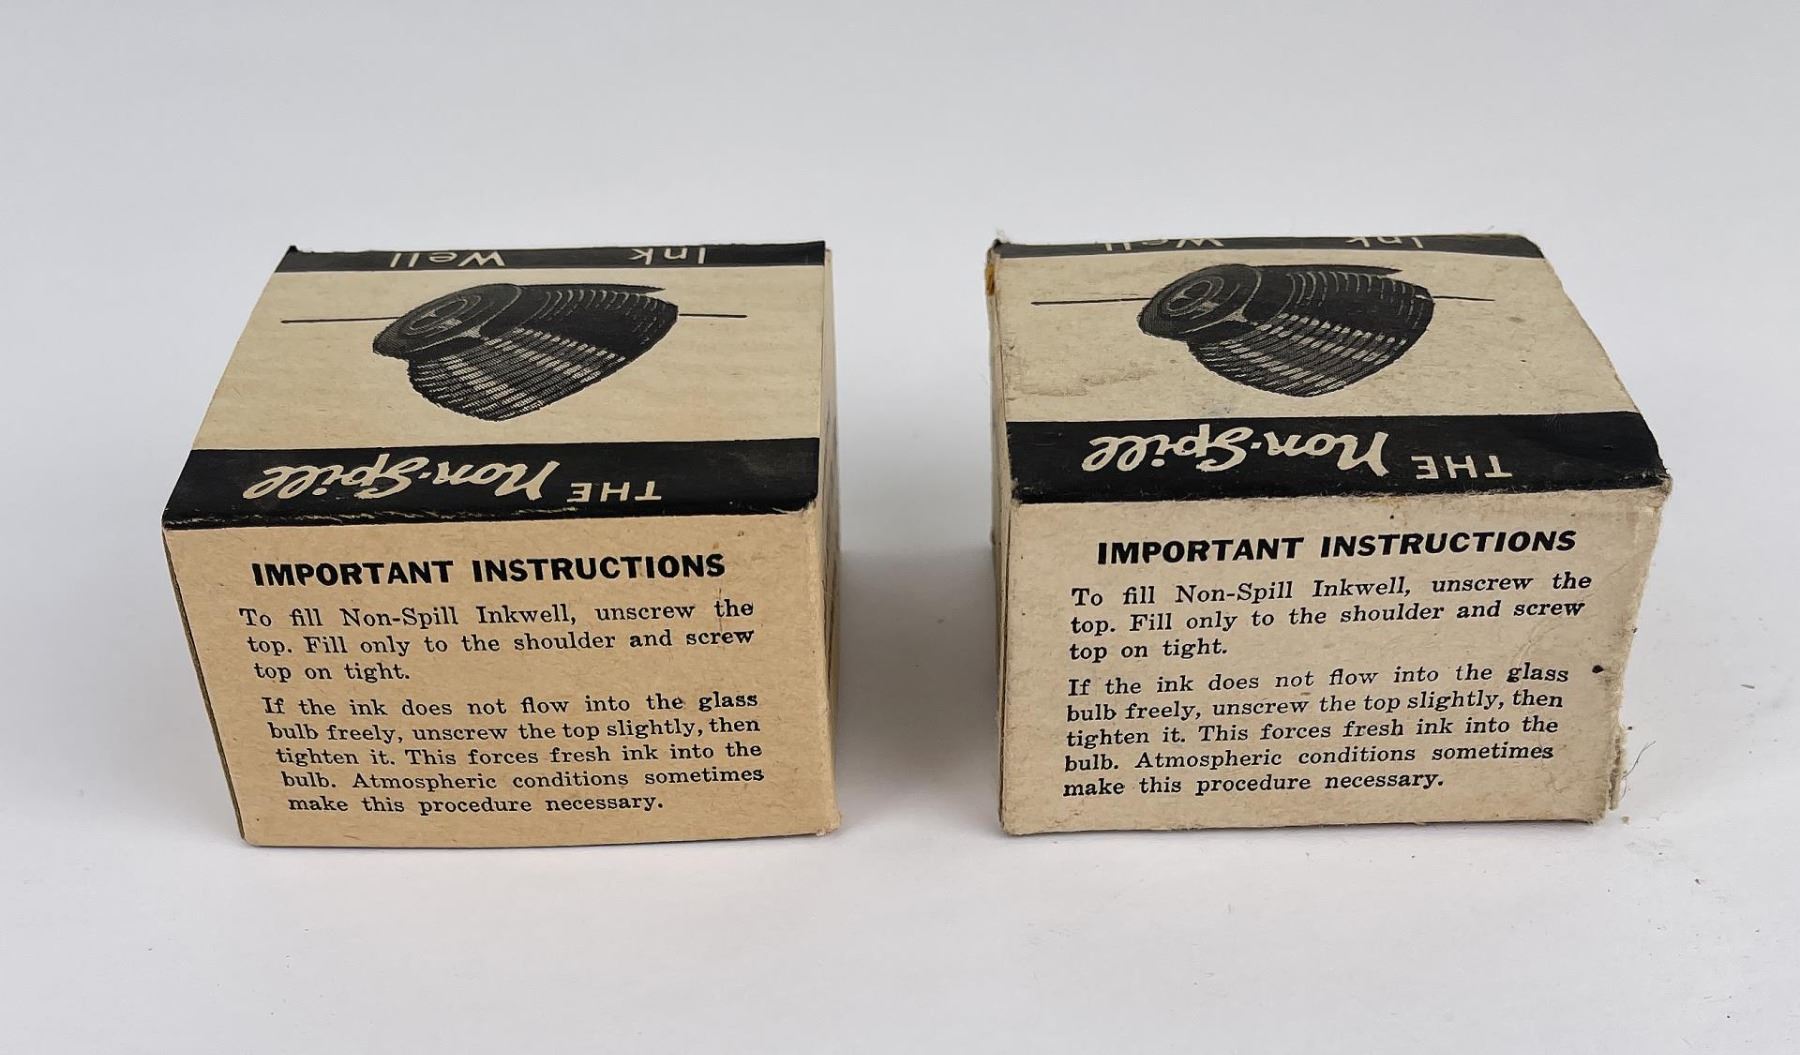 Ink Well
THE Non-Spill
IMPORTANT INSTRUCTIONS
To fill Non-Spill Inkwell, unscrew the
top. Fill only to the shoulder and screw
top on tight.
If the ink does not flow into the glass
bulb freely, unscrew the top slightly, then
tighten it. This forces fresh ink into the
bulb. Atmospheric conditions sometimes
make this procedure necessary.
Ink Well
THE Non-Spill
IMPORTANT INSTRUCTIONS
To fill Non-Spill Inkwell, unscrew the
top. Fill only to the shoulder and screw
top on tight.
If the ink does not flow into the glass
bulb freely, unscrew the top slightly, then
tighten it. This forces fresh ink into the
bulb. Atmospheric conditions sometimes
make this procedure necessary.